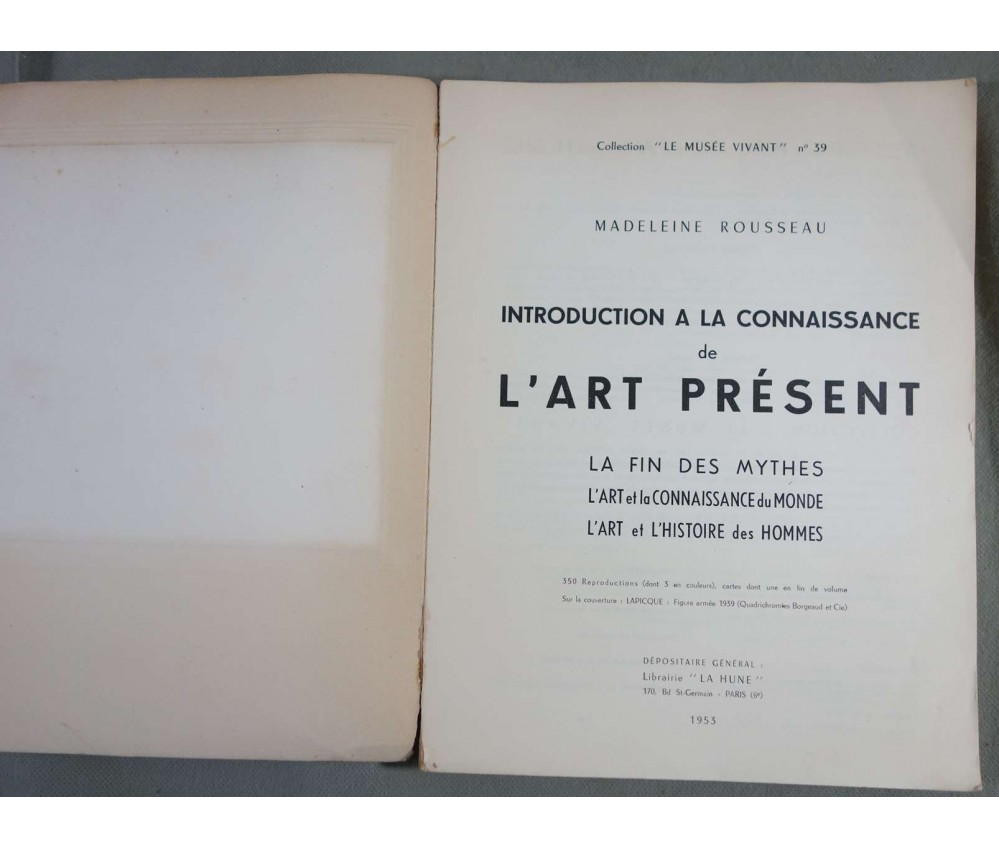 Collection "LE MUSÉE VIVANT" nº 39
MADELEINE ROUSSEAU
INTRODUCTION A LA CONNAISSANCE
de
L'ART PRÉSENT
LA FIN DES MYTHES
L'ART et la CONNAISSANCE du MONDE
L'ART et L'HISTOIRE des HOMMES
350 Reproductions (dont 3 en couleurs), cartes dont une en fin de volume
Sur la couverture : LAPICQUE : Figure armée 1939 (Quadrichromies Borgeaud et Cie)
DÉPOSITAIRE GÉNÉRAL :
Librairie "LA HUNE"
170, Bd St-Germain - PARIS (6º)
1953